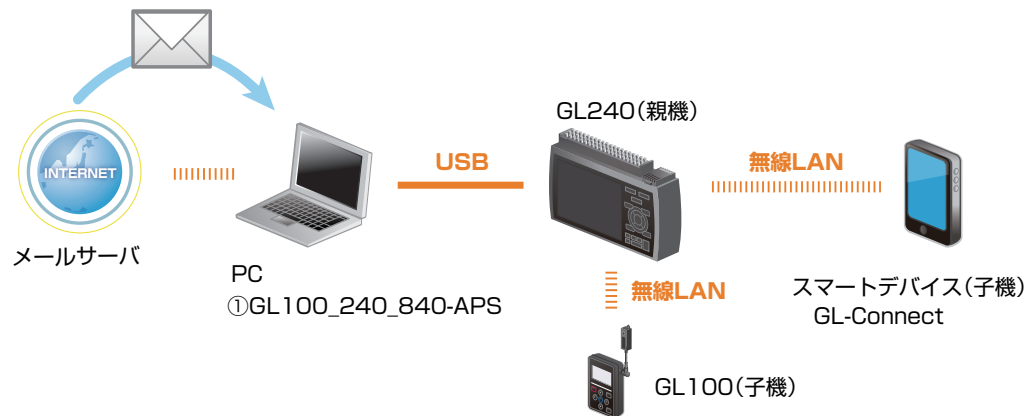 INTERNET
メールサーバ
PC
①GL100_240_840-APS
USB
GL240（親機）
無線LAN
無線LAN
GL100（子機）
スマートデバイス（子機）
GL-Connect